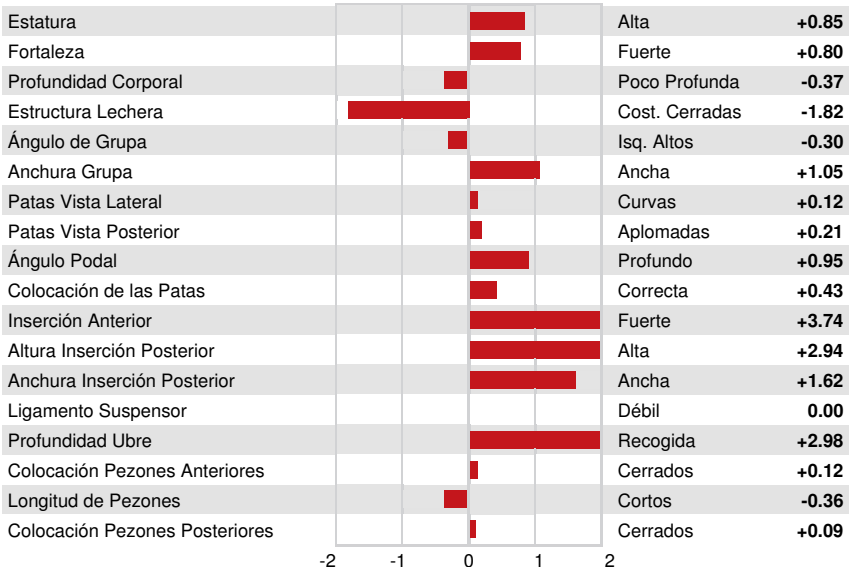 Estatura Alta +0.85
Fortaleza Fuerte +0.80
Profundidad Corporal Poco Profunda -0.37
Estructura Lechera Cost. Cerradas -1.82
Ángulo de Grupa Isq. Altos -0.30
Anchura Grupa Ancha +1.05
Patas Vista Lateral Curvas +0.12
Patas Vista Posterior Aplomadas +0.21
Ángulo Podal Profundo +0.95
Colocación de las Patas Correcta +0.43
Inserción Anterior Fuerte +3.74
Altura Inserción Posterior Alta +2.94
Anchura Inserción Posterior Ancha +1.62
Ligamento Suspensor Débil 0.00
Profundidad Ubre Recogida +2.98
Colocación Pezones Anteriores Cerrados +0.12
Longitud de Pezones Cortos -0.36
Colocación Pezones Posteriores Cerrados +0.09
-2 -1 0 1 2